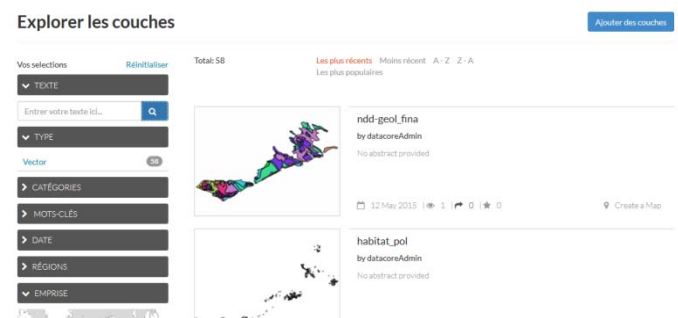 Explorer les couches
Ajouter des couches
Vos selections
Réinitialiser
TEXTE
Entrer votre texte ici...
TYPE
Vector
58
CATÉGORIES
MOTS-CLÉS
DATE
RÉGIONS
EMPRISE
Total: 58
Les plus récents Moins récent A - Z Z - A
Les plus populaires
ndd-geol_fina
by datacoreAdmin
No abstract provided
12 May 2015 | 1 | 0 | 0
Create a Map
habitat_pol
by datacoreAdmin
No abstract provided